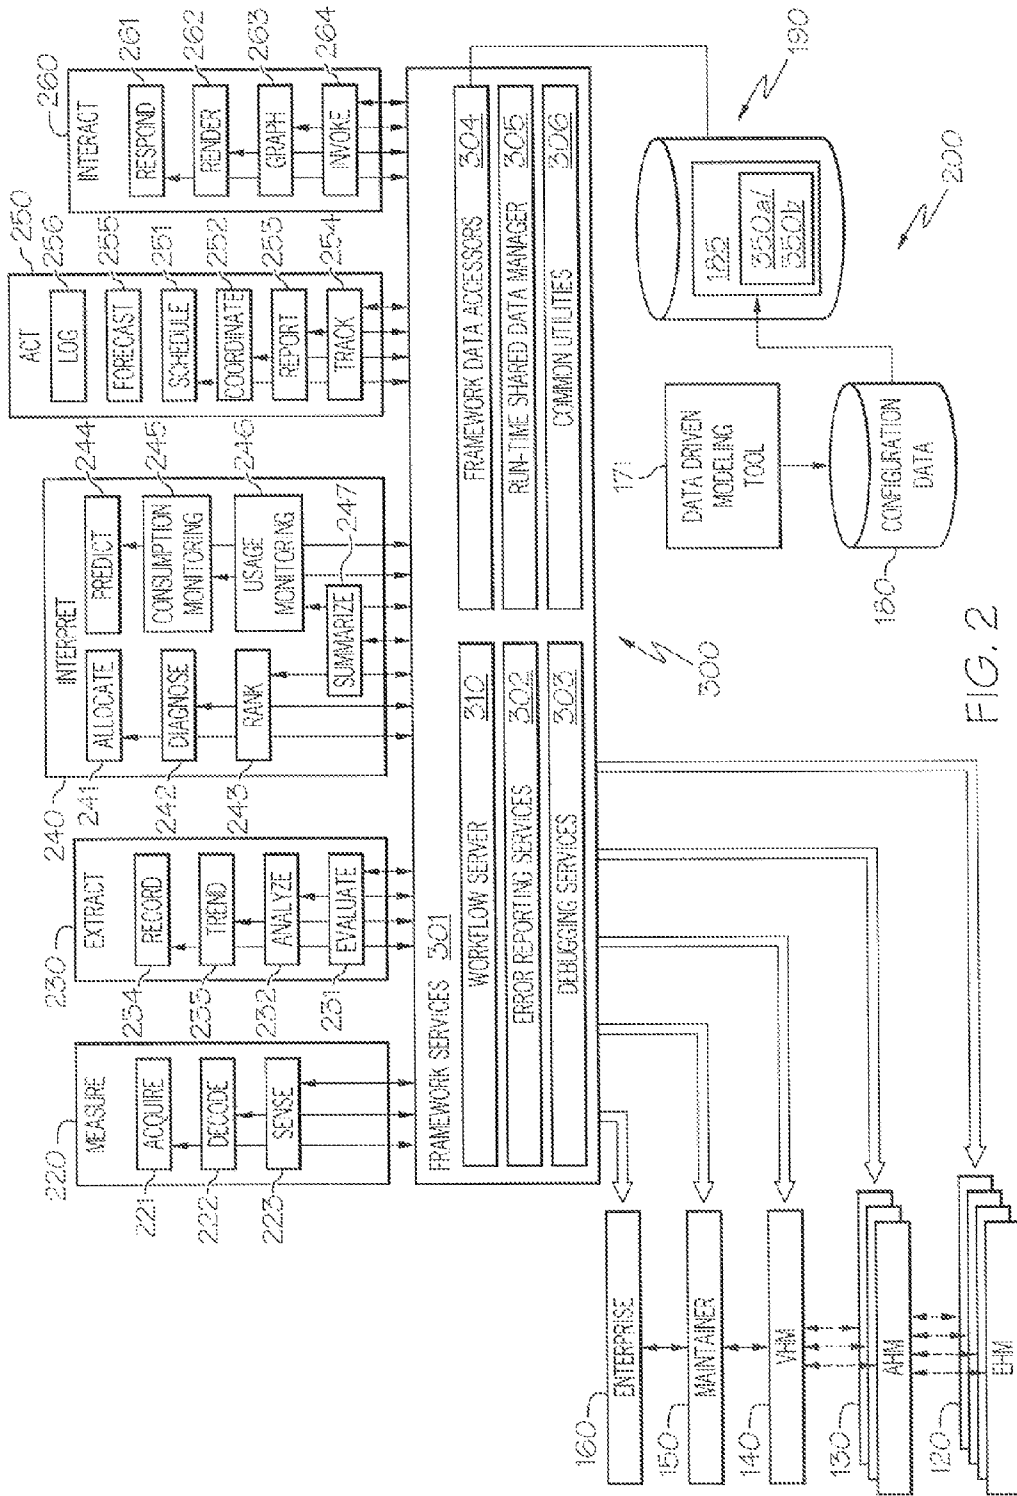 220
MEASURE
221
ACQUIRE
222
DECODE
223
SENSE
230
EXTRACT
234
RECORD
233
TREND
232
ANALYZE
231
EVALUATE
240
INTERPRET
241
ALLOCATE
242
DIAGNOSE
243
RANK
PREDICT
244
CONSUMPTION
MONITORING
245
USAGE
MONITORING
246
SUMMARIZE
247
ACT
250
LOG
256
FORECAST
255
SCHEDULE
251
COORDINATE
252
REPORT
253
TRACK
254
INTERACT
260
RESPOND
261
RENDER
262
GRAPH
263
INVOKE
264
FRAMEWORK SERVICES 301
WORKFLOW SERVER 310
ERROR REPORTING SERVICES 302
DEBUGGING SERVICES 303
FRAMEWORK DATA ACCESSORS 304
RUN-TIME SHARED DATA MANAGER 305
COMMON UTILITIES 306
300
160
ENTERPRISE
150
MAINTAINER
140
VHM
130
AHM
120
EHM
171
DATA DRIVEN
MODELING
TOOL
180
CONFIGURATION
DATA
185
350a/
350b
190
200
FIG. 2